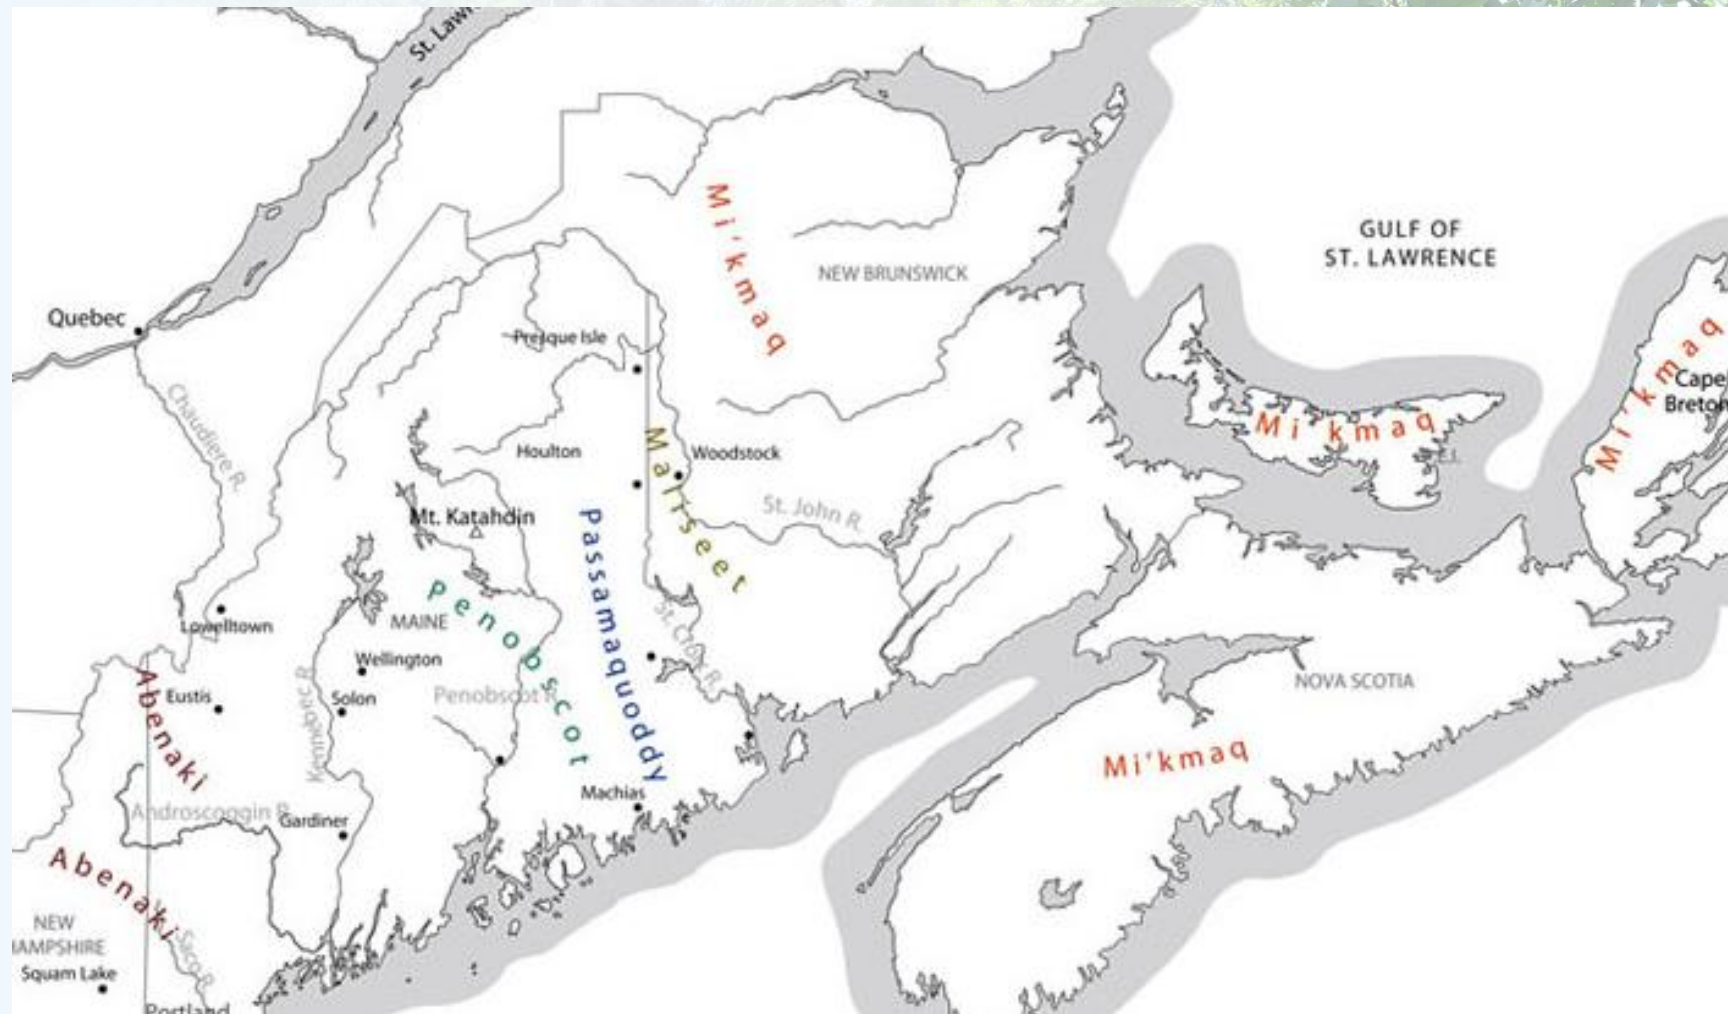 St. Lawr
Mi'kmaq
GULF OF
ST. LAWRENCE
NEW BRUNSWICK
Quebec
Presque Isle
Mi'kmaq
Cape
Breton
Chaudiere R.
Mi'kmaq
Houlton
Maliseet
Woodstock
St. John R.
Mt. Katahdin
Passamaquoddy
Penobscot
MAINE
St. Croix R.
Lowelltown
Wellington
Abenaki
Eustis
Kennebec R.
Solon
Penobscot R.
NOVA SCOTIA
Mi'kmaq
Machias
Androscoggin R.
Gardiner
Abenaki
NEW
HAMPSHIRE
Saco R.
Squam Lake
Portland